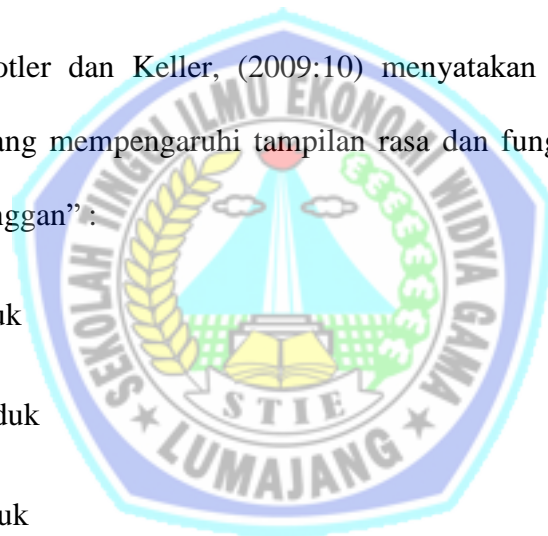 otler dan Keller, (2009:10) menyatakan
ang mempengaruhi tampilan rasa dan fung
nggan” :
uk
duk
uk
SEKOLAH TINGGI ILMU EKONOMI WIDYA GAMA
STIE
LUMAJANG